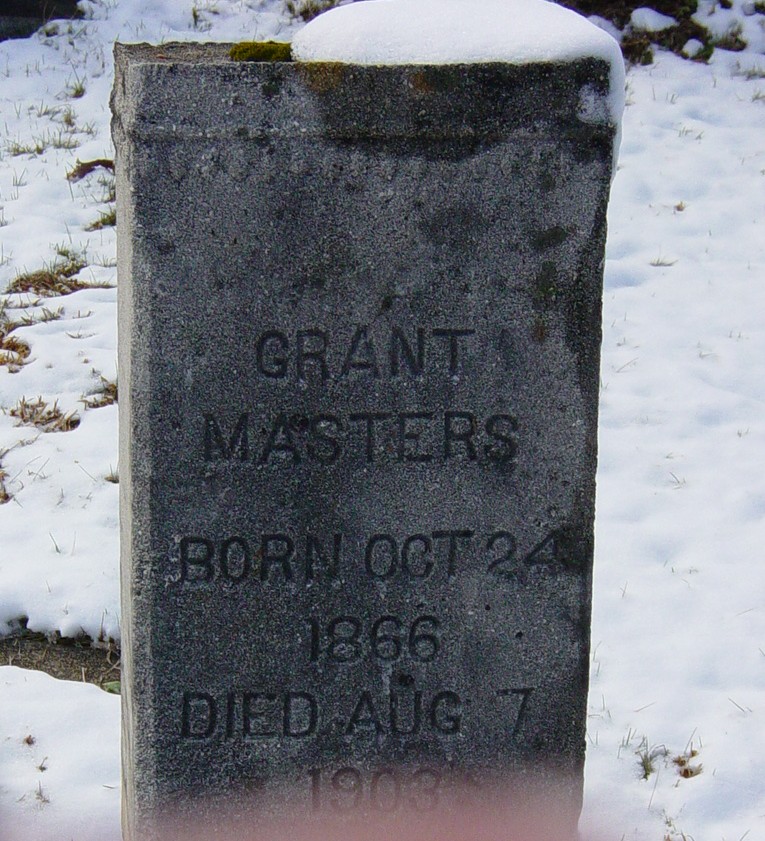 GRANT
MASTERS
BORN OCT 24
1866
DIED AUG 7
1903